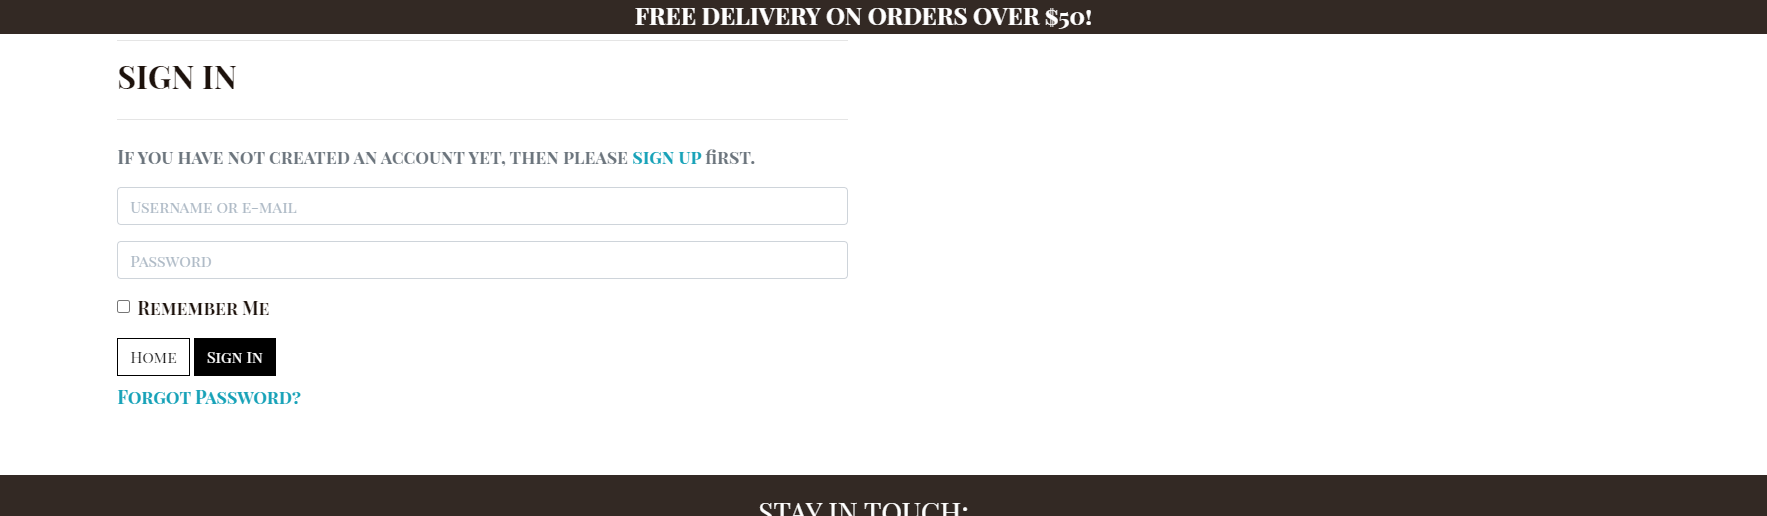 FREE DELIVERY ON ORDERS OVER $50!
SIGN IN
If you have not created an account yet, then please sign up first.
Username or e-mail
Password
Remember Me
Home Sign In
Forgot Password?
STAY IN TOUCH: